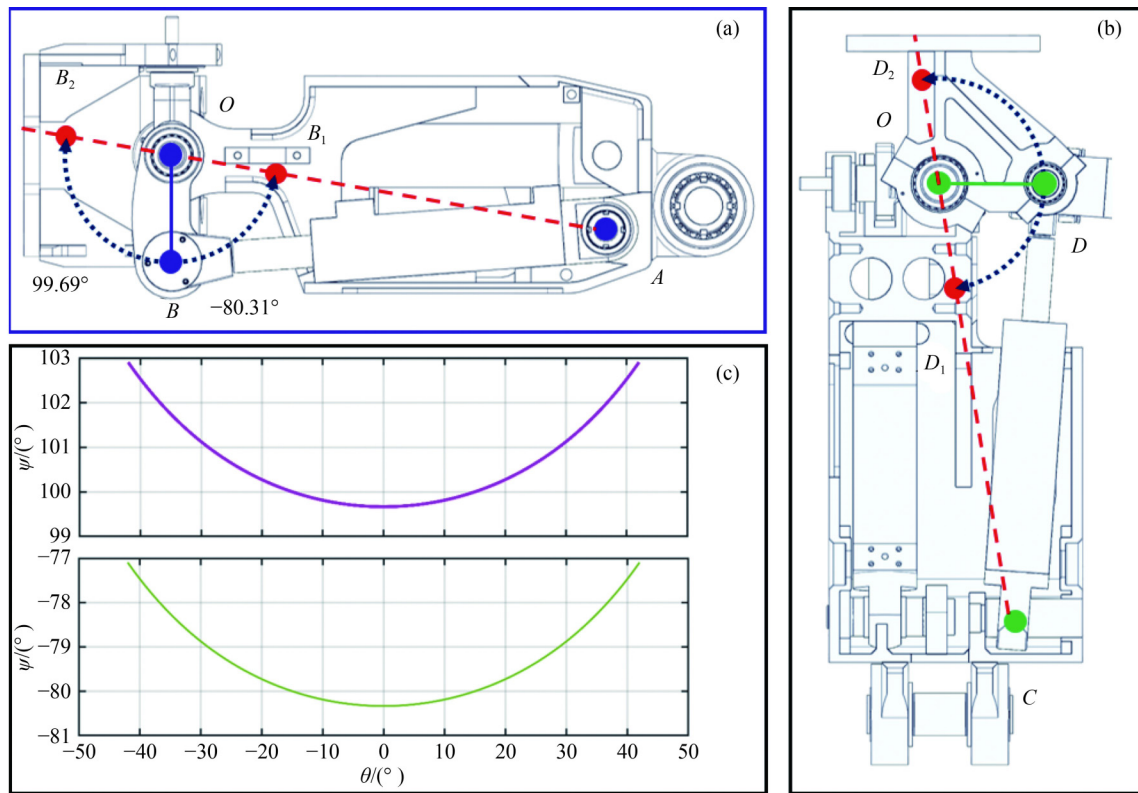 (a)
B₂
O
B₁
A
B
99.69°
−80.31°
(b)
D₂
O
D
D₁
C
(c)
103
102
101
100
99
ψ/(°)
−77
−78
−79
−80
−81
ψ/(°)
−50 −40 −30 −20 −10 0 10 20 30 40 50
θ/(°)